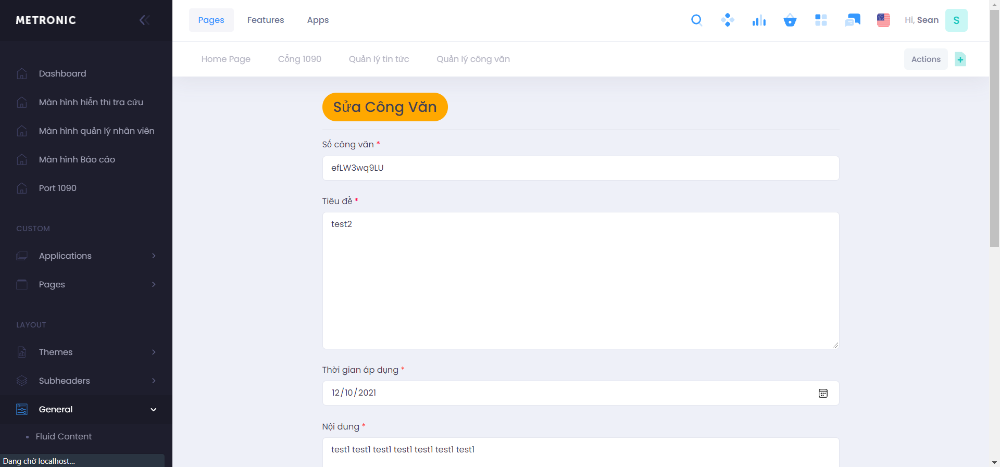 METRONIC
Pages Features Apps
Hi, Sean S
Home Page Cổng 1090 Quản lý tin tức Quản lý công văn
Actions
Dashboard
Màn hình hiển thị tra cứu
Màn hình quản lý nhân viên
Màn hình Báo cáo
Port 1090
CUSTOM
Applications
Pages
LAYOUT
Themes
Subheaders
General
Fluid Content
Đang chờ localhost...
Sửa Công Văn
Số công văn *
efLW3wq9LU
Tiêu đề *
test2
Thời gian áp dụng *
12/10/2021
Nội dung *
test1 test1 test1 test1 test1 test1 test1